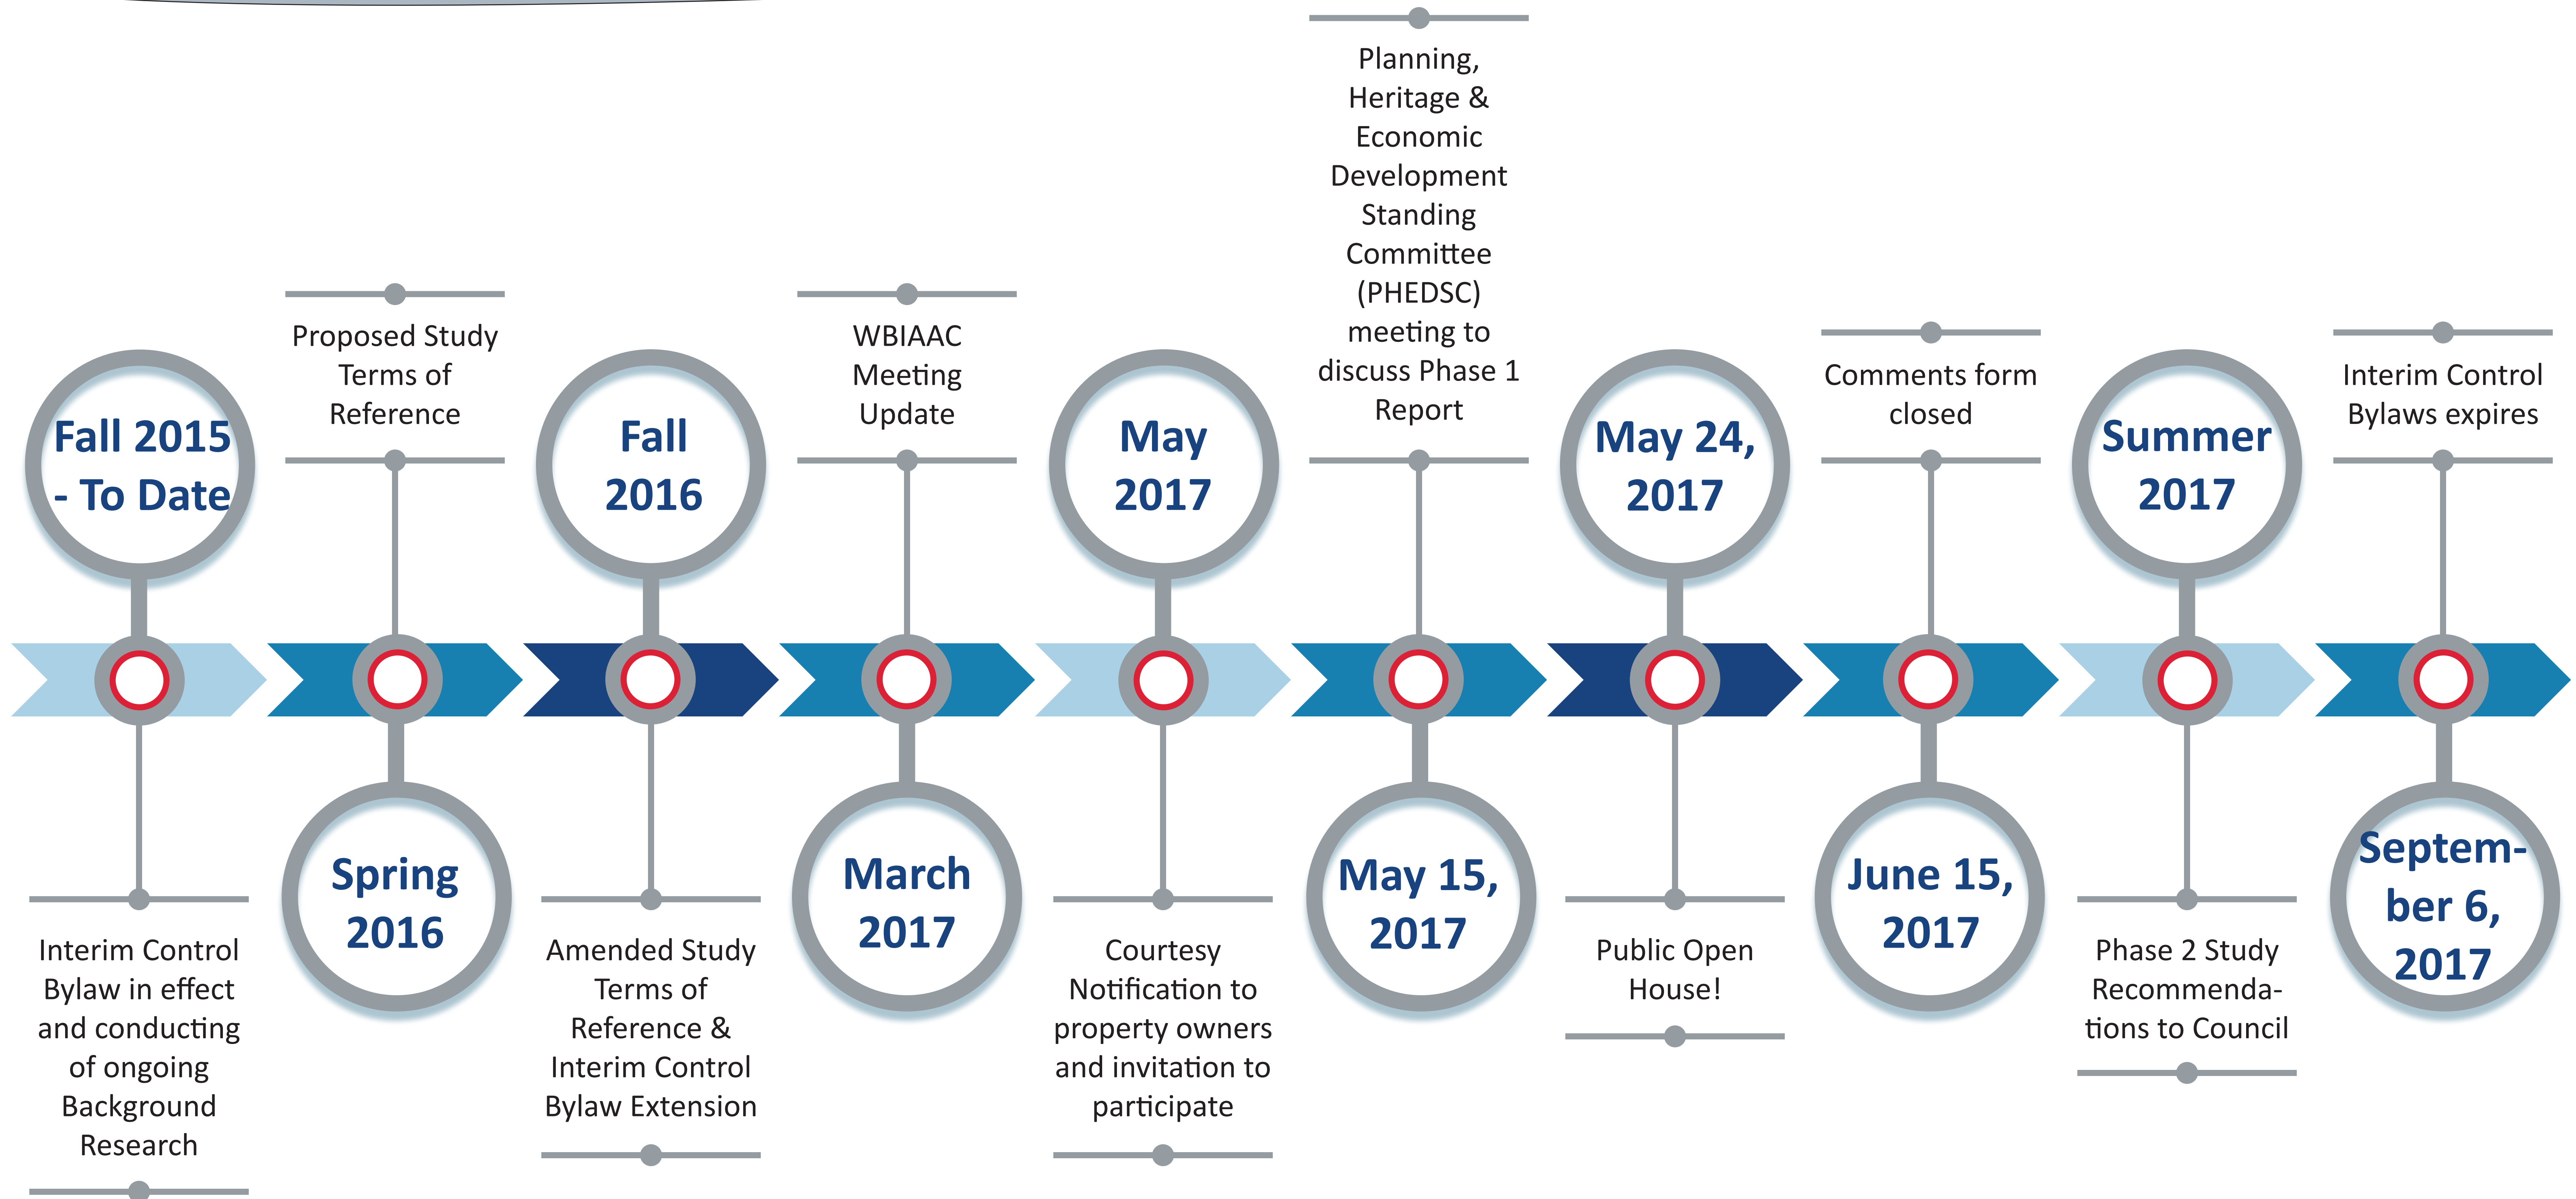 Fall 2015
- To Date
Interim Control
Bylaw in effect
and conducting
of ongoing
Background
Research
Proposed Study
Terms of
Reference
Spring
2016
Fall
2016
Amended Study
Terms of
Reference &
Interim Control
Bylaw Extension
WBIAAC
Meeting
Update
March
2017
May
2017
Courtesy
Notification to
property owners
and invitation to
participate
Planning,
Heritage &
Economic
Development
Standing
Committee
(PHEDSC)
meeting to
discuss Phase 1
Report
May 15,
2017
May 24,
2017
Public Open
House!
Comments form
closed
June 15,
2017
Summer
2017
Phase 2 Study
Recommenda-
tions to Council
Interim Control
Bylaws expires
Septem-
ber 6,
2017